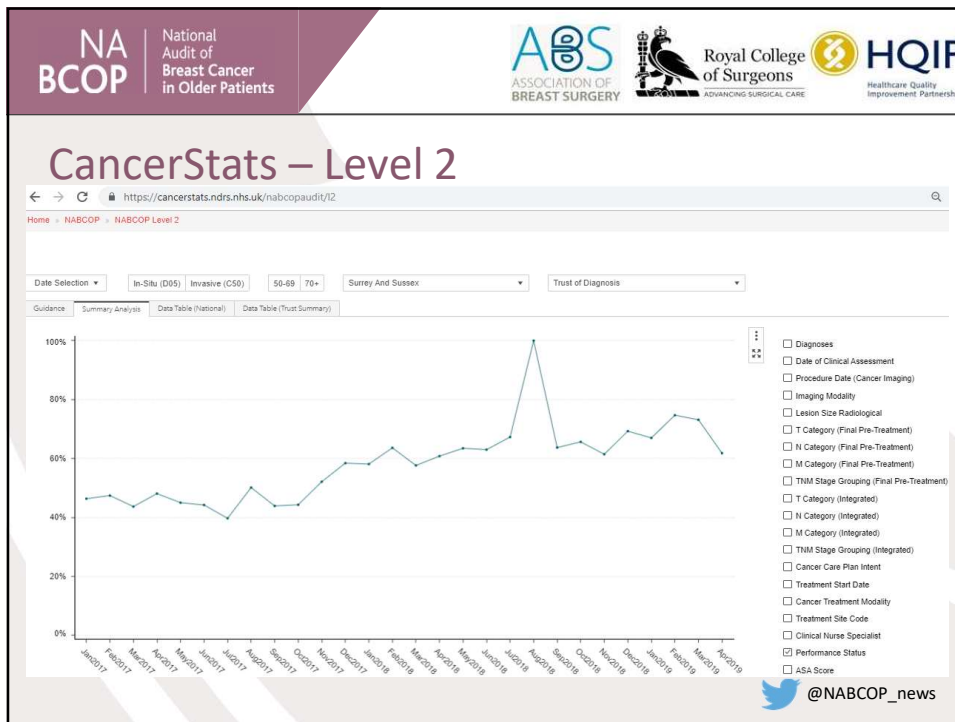 NA
BCOP
National
Audit of
Breast Cancer
in Older Patients
ABS
ASSOCIATION OF
BREAST SURGERY
Royal College
of Surgeons
ADVANCING SURGICAL CARE
HQIP
Healthcare Quality
Improvement Partnersh
CancerStats – Level 2
https://cancerstats.ndrs.nhs.uk/nabcopaudit/l2
Home » NABCOP » NABCOP Level 2
Date Selection ▾ In-Situ (D05) Invasive (C50) 50-69 70+ Surrey And Sussex ▾ Trust of Diagnosis ▾
Guidance Summary Analysis Data Table (National) Data Table (Trust Summary)
100%
80%
60%
40%
20%
0%
Jan2017 Feb2017 Mar2017 Apr2017 May2017 Jun2017 Jul2017 Aug2017 Sep2017 Oct2017 Nov2017 Dec2017 Jan2018 Feb2018 Mar2018 Apr2018 May2018 Jun2018 Jul2018 Aug2018 Sep2018 Oct2018 Nov2018 Dec2018 Jan2019 Feb2019 Mar2019 Apr2019
Diagnoses
Date of Clinical Assessment
Procedure Date (Cancer Imaging)
Imaging Modality
Lesion Size Radiological
T Category (Final Pre-Treatment)
N Category (Final Pre-Treatment)
M Category (Final Pre-Treatment)
TNM Stage Grouping (Final Pre-Treatment)
T Category (Integrated)
N Category (Integrated)
M Category (Integrated)
TNM Stage Grouping (Integrated)
Cancer Care Plan Intent
Treatment Start Date
Cancer Treatment Modality
Treatment Site Code
Clinical Nurse Specialist
Performance Status
ASA Score
@NABCOP_news